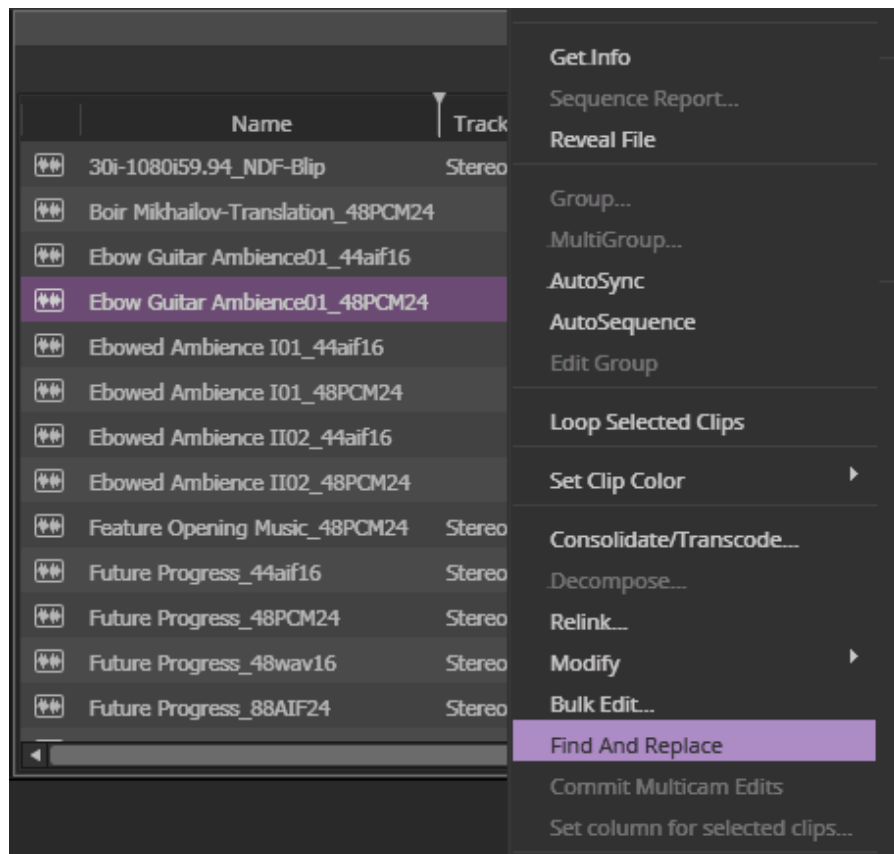 Name Track
30i-1080i59.94_NDF-Blip Stereo
Boir Mikhailov-Translation_48PCM24
Ebow Guitar Ambience01_44aif16
Ebow Guitar Ambience01_48PCM24
Ebowed Ambience I01_44aif16
Ebowed Ambience I01_48PCM24
Ebowed Ambience II02_44aif16
Ebowed Ambience II02_48PCM24
Feature Opening Music_48PCM24 Stereo
Future Progress_44aif16 Stereo
Future Progress_48PCM24 Stereo
Future Progress_48wav16 Stereo
Future Progress_88AIF24 Stereo
Get Info
Sequence Report...
Reveal File
Group...
MultiGroup...
AutoSync
AutoSequence
Edit Group
Loop Selected Clips
Set Clip Color
Consolidate/Transcode...
Decompose...
Relink...
Modify
Bulk Edit...
Find And Replace
Commit Multicam Edits
Set column for selected clips...